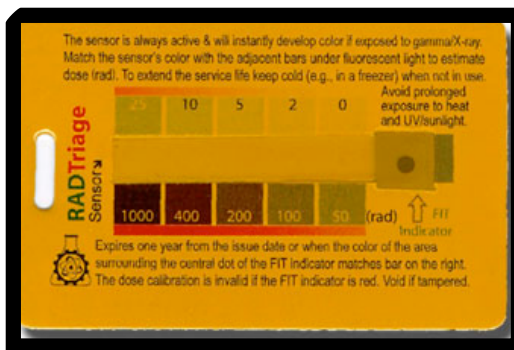 The sensor is always active & will instantly develop color if exposed to gamma/X-ray.
Match the sensor's color with the adjacent bars under fluorescent light to estimate
dose (rad). To extend the service life keep cold (e.g., in a freezer) when not in use.
Avoid prolonged
exposure to heat
and UV/sunlight.
25 10 5 2 0
RADTriage
Sensor
1000 400 200 100 50 (rad)
FIT
Indicator
Expires one year from the issue date or when the color of the area
surrounding the central dot of the FIT Indicator matches bar on the right.
The dose calibration is invalid if the FIT indicator is red. Void if tampered.